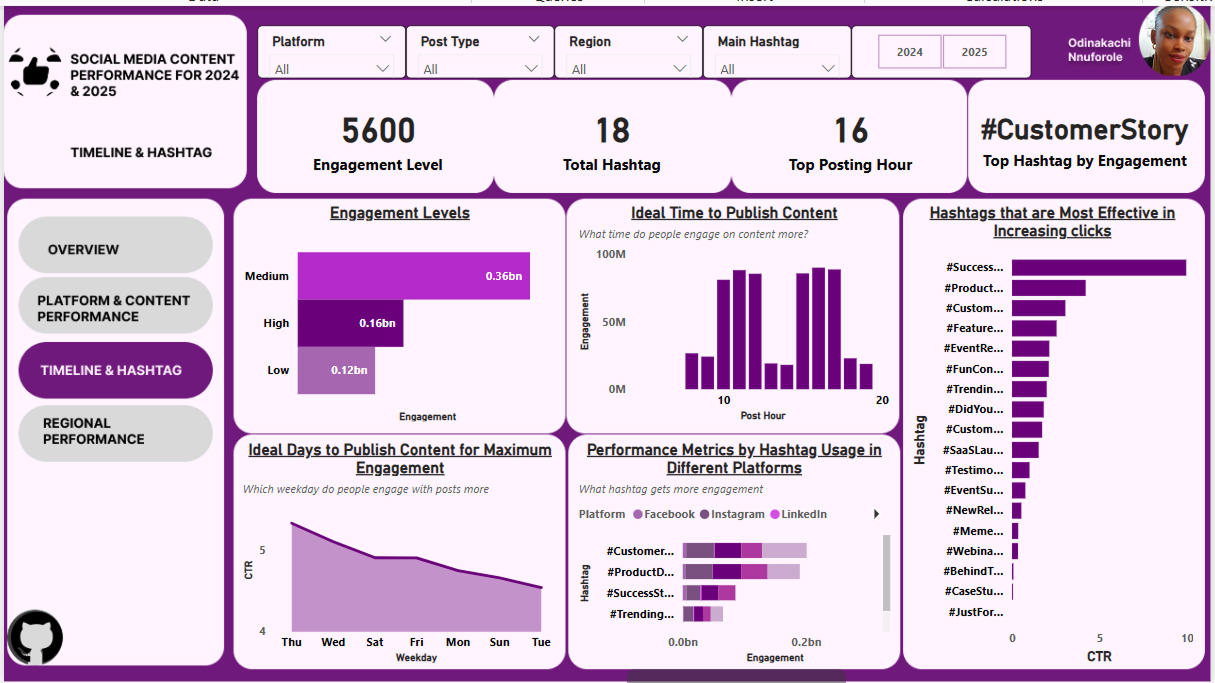 SOCIAL MEDIA CONTENT
PERFORMANCE FOR 2024
& 2025
TIMELINE & HASHTAG
Platform
All
Post Type
All
Region
All
Main Hashtag
All
2024
2025
Odinakachi
Nnuforole
5600
Engagement Level
18
Total Hashtag
16
Top Posting Hour
#CustomerStory
Top Hashtag by Engagement
OVERVIEW
PLATFORM & CONTENT
PERFORMANCE
TIMELINE & HASHTAG
REGIONAL
PERFORMANCE
Engagement Levels
Medium
0.36bn
High
0.16bn
Low
0.12bn
Engagement
Ideal Time to Publish Content
What time do people engage on content more?
Engagement
100M
50M
0M
10
20
Post Hour
Hashtags that are Most Effective in
Increasing clicks
Hashtag
#Success...
#Product...
#Custom...
#Feature...
#EventRe...
#FunCon...
#Trendin...
#DidYou...
#Custom...
#SaaSLau...
#Testimo...
#EventSu...
#NewRel...
#Meme...
#Webina...
#BehindT...
#CaseStu...
#JustFor...
0
5
10
CTR
Ideal Days to Publish Content for Maximum
Engagement
Which weekday do people engage with posts more
CTR
5
4
Thu
Wed
Sat
Fri
Mon
Sun
Tue
Weekday
Performance Metrics by Hashtag Usage in
Different Platforms
What hashtag gets more engagement
Platform
Facebook
Instagram
LinkedIn
Hashtag
#Customer...
#ProductD...
#SuccessSt...
#Trending...
0.0bn
0.2bn
Engagement